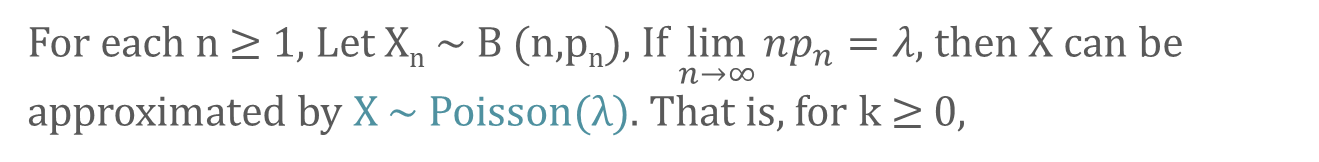 For each n ≥ 1, Let Xₙ ~ B (n,pₙ), If lim n→∞ npₙ = λ, then X can be
approximated by X ~ Poisson(λ). That is, for k ≥ 0,